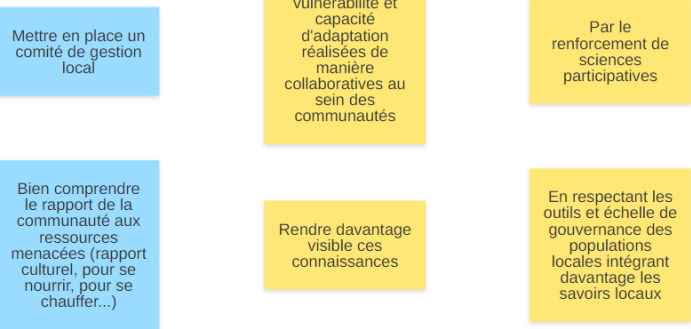 Mettre en place un
comité de gestion
local
vulnérabilité et
capacité
d'adaptation
réalisées de
manière
collaboratives au
sein des
communautés
Par le
renforcement de
sciences
participatives
Bien comprendre
le rapport de la
communauté aux
ressources
menacées (rapport
culturel, pour se
nourrir, pour se
chauffer...)
Rendre davantage
visible ces
connaissances
En respectant les
outils et échelle de
gouvernance des
populations
locales intégrant
davantage les
savoirs locaux